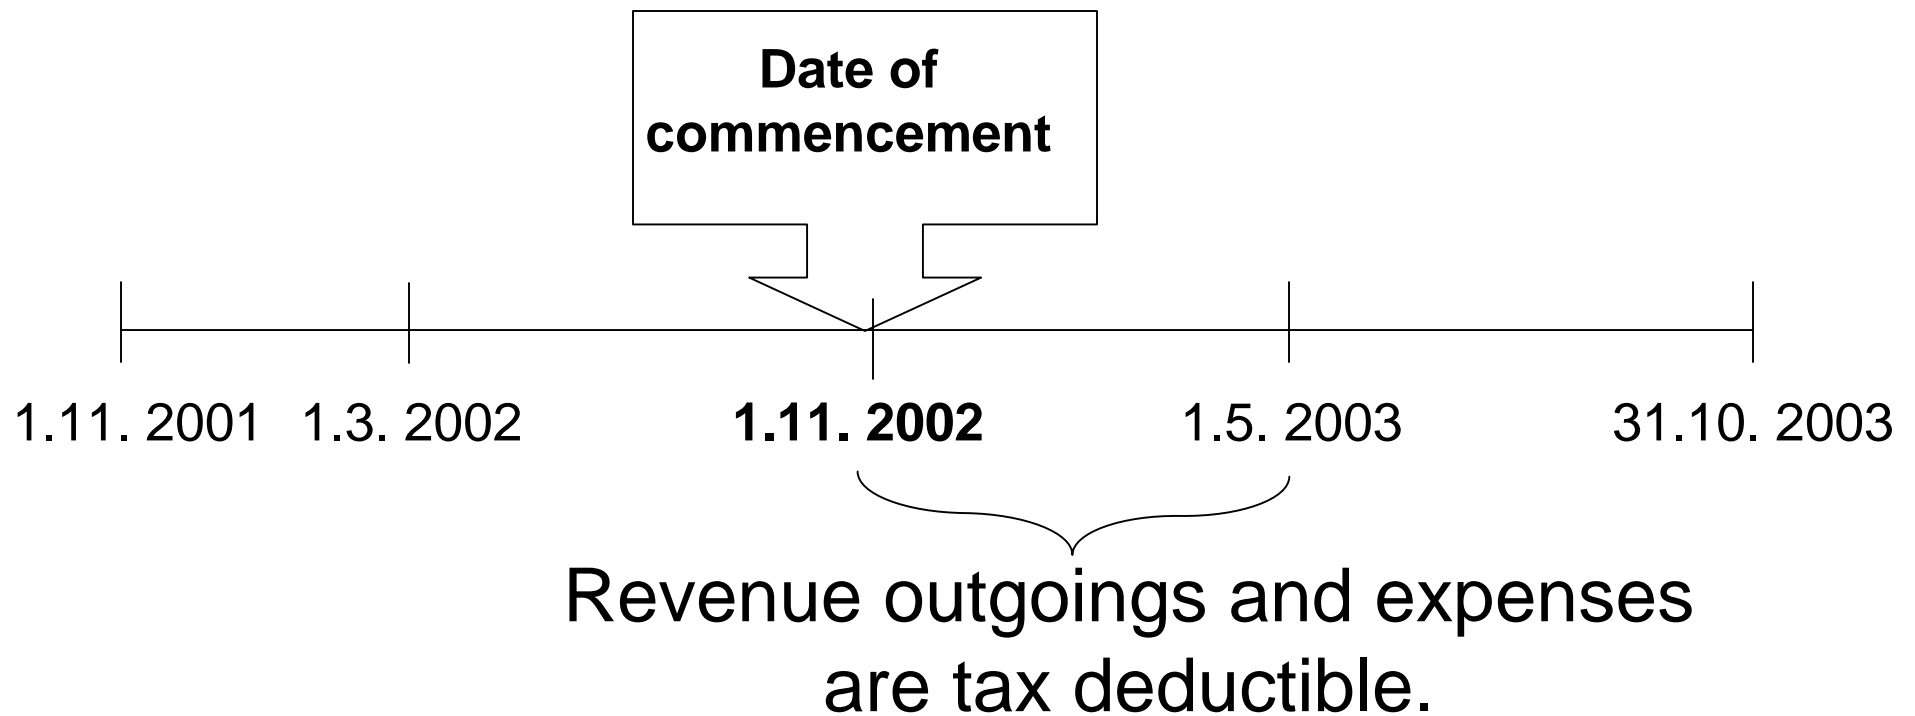 Date of
commencement
1.11. 2001 1.3. 2002 1.11. 2002 1.5. 2003 31.10. 2003
Revenue outgoings and expenses
are tax deductible.